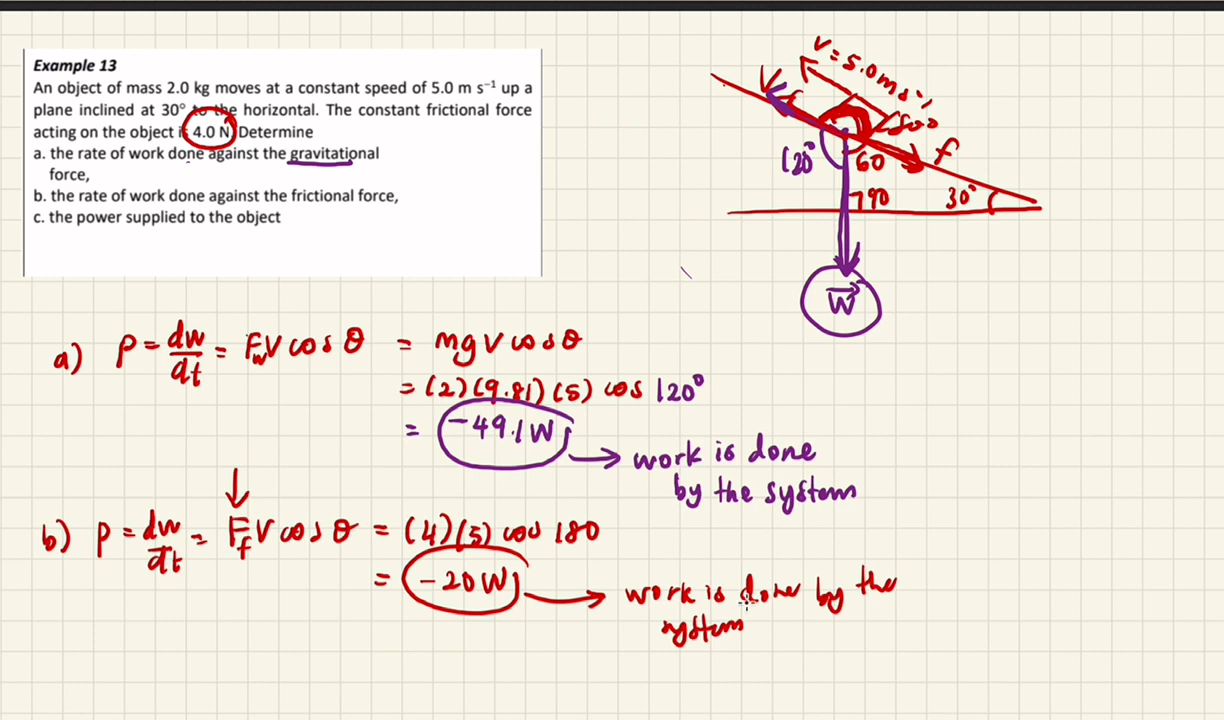 Example 13
An object of mass 2.0 kg moves at a constant speed of 5.0 m s⁻¹ up a
plane inclined at 30° to the horizontal. The constant frictional force
acting on the object is 4.0 N. Determine
a. the rate of work done against the gravitational
force,
b. the rate of work done against the frictional force,
c. the power supplied to the object
V = 5.0 m s⁻¹
180°
f
120°
60
90
30°
W
a) P = dW/dt = F_w V cos θ = mg V cos θ
= (2)(9.81)(5) cos 120°
= -49.1 W → work is done
by the system
b) P = dW/dt = F_f V cos θ = (4)(5) cos 180
= -20 W → work is done by the
system